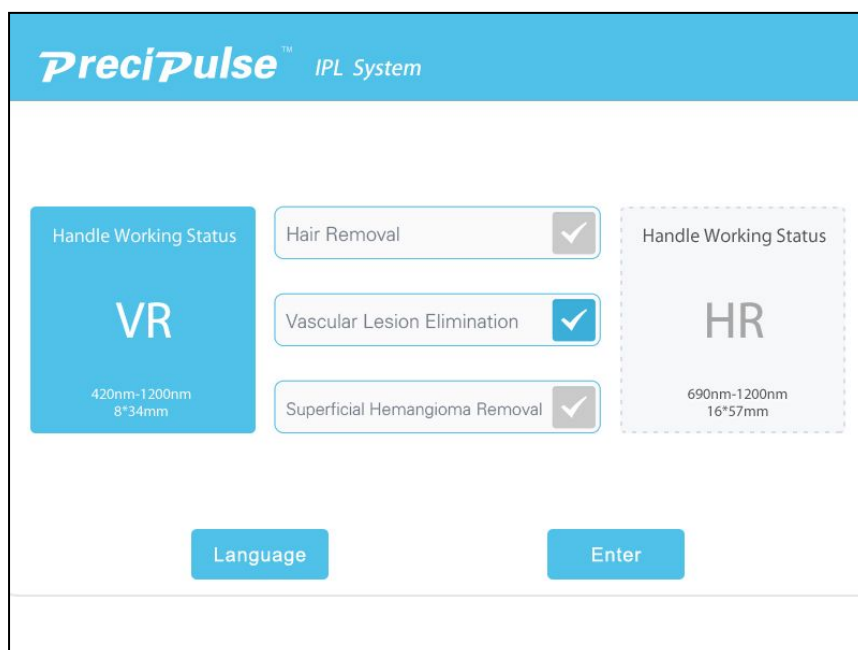 PreciPulse™ IPL System
Handle Working Status
VR
420nm-1200nm
8*34mm
Hair Removal
Vascular Lesion Elimination
Superficial Hemangioma Removal
Handle Working Status
HR
690nm-1200nm
16*57mm
Language
Enter